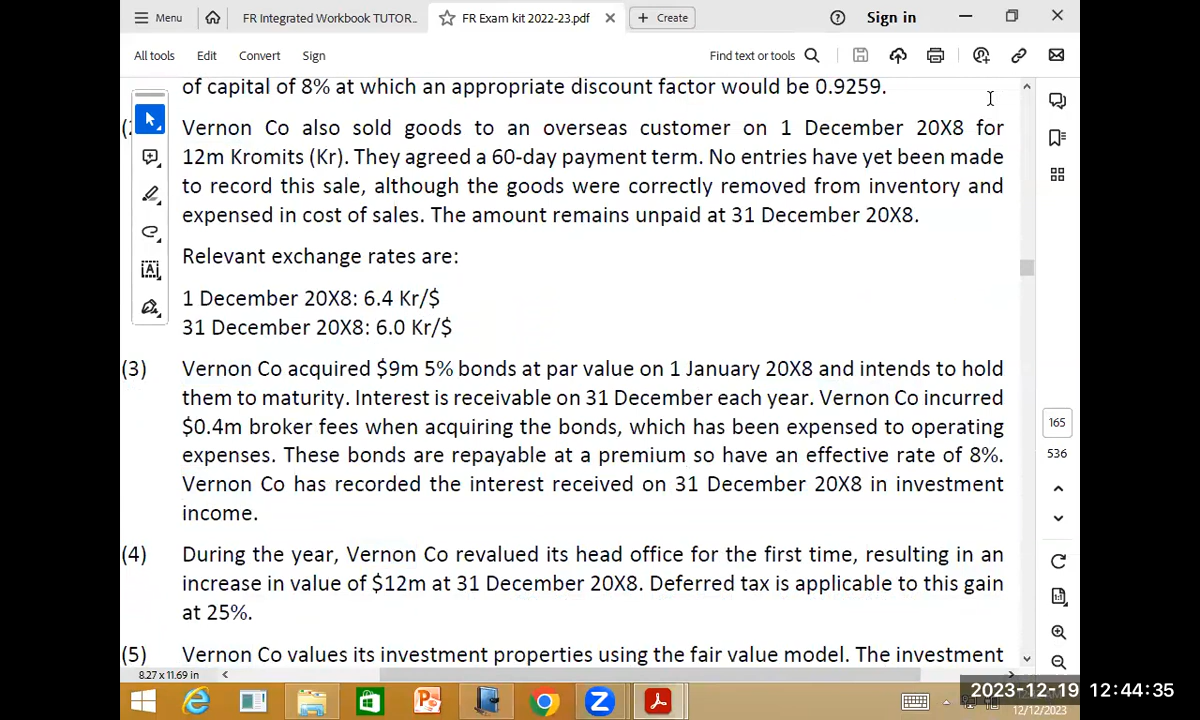 Menu
FR Integrated Workbook TUTOR...
FR Exam kit 2022-23.pdf
Create
Sign in
All tools
Edit
Convert
Sign
Find text or tools
of capital of 8% at which an appropriate discount factor would be 0.9259.
Vernon Co also sold goods to an overseas customer on 1 December 20X8 for
12m Kromits (Kr). They agreed a 60-day payment term. No entries have yet been made
to record this sale, although the goods were correctly removed from inventory and
expensed in cost of sales. The amount remains unpaid at 31 December 20X8.
Relevant exchange rates are:
1 December 20X8: 6.4 Kr/$
31 December 20X8: 6.0 Kr/$
(3) Vernon Co acquired $9m 5% bonds at par value on 1 January 20X8 and intends to hold
them to maturity. Interest is receivable on 31 December each year. Vernon Co incurred
$0.4m broker fees when acquiring the bonds, which has been expensed to operating
expenses. These bonds are repayable at a premium so have an effective rate of 8%.
Vernon Co has recorded the interest received on 31 December 20X8 in investment
income.
(4) During the year, Vernon Co revalued its head office for the first time, resulting in an
increase in value of $12m at 31 December 20X8. Deferred tax is applicable to this gain
at 25%.
(5) Vernon Co values its investment properties using the fair value model. The investment
165
536
8.27 x 11.69 in
2023-12-19 12:44:35
12/12/2023